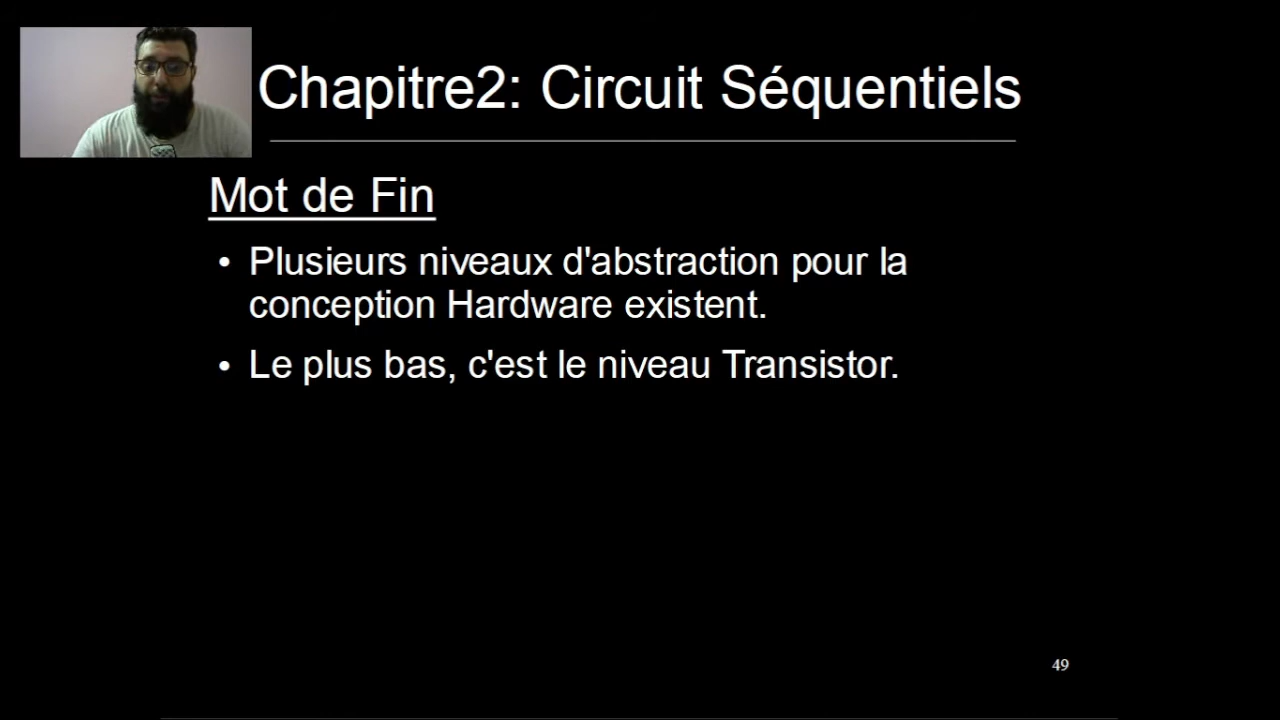 Chapitre2: Circuit Séquentiels
Mot de Fin
• Plusieurs niveaux d'abstraction pour la
conception Hardware existent.
• Le plus bas, c'est le niveau Transistor.
49